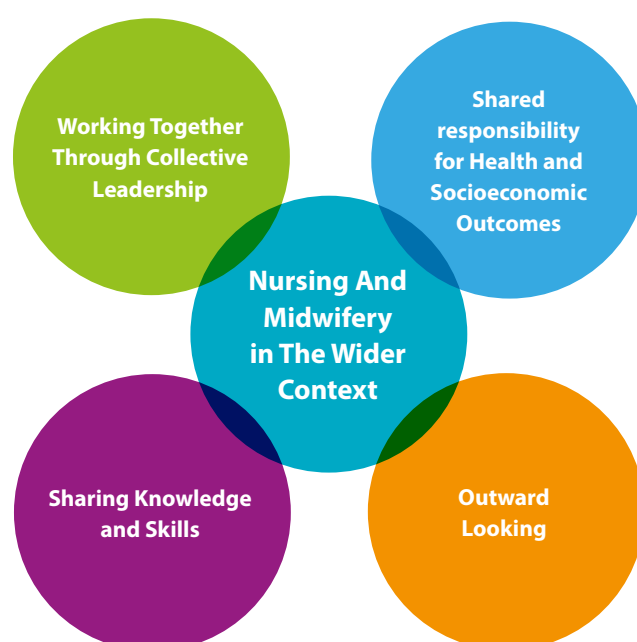 Working Together
Through Collective
Leadership
Shared
responsibility
for Health and
Socioeconomic
Outcomes
Nursing And
Midwifery
in The Wider
Context
Sharing Knowledge
and Skills
Outward
Looking